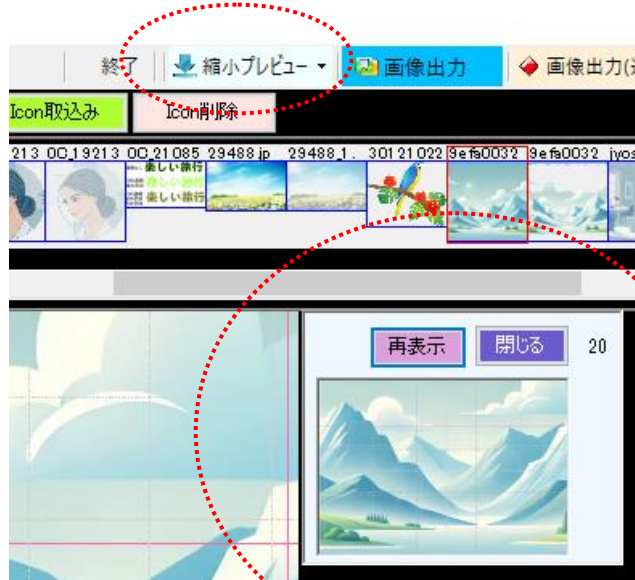 終了 縮小プレビュー 画像出力 画像出力(
Icon取込み Icon削除
213 0C_19213 0C_21085 29488.jp 29488_1. 30121022 9efa0032 9efa0032 iyos
楽しい旅行
楽しい旅行
楽しい旅行
再表示 閉じる 20